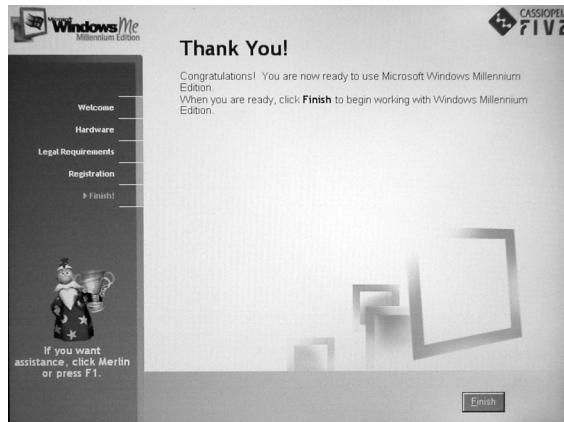 Microsoft
Windows Me
Millennium Edition
CASSIOPEIA
FIVE
Thank You!
Congratulations! You are now ready to use Microsoft Windows Millennium
Edition.
When you are ready, click Finish to begin working with Windows Millennium
Edition.
Welcome
Hardware
Legal Requirements
Registration
Finish!
If you want
assistance, click Merlin
or press F1.
Finish